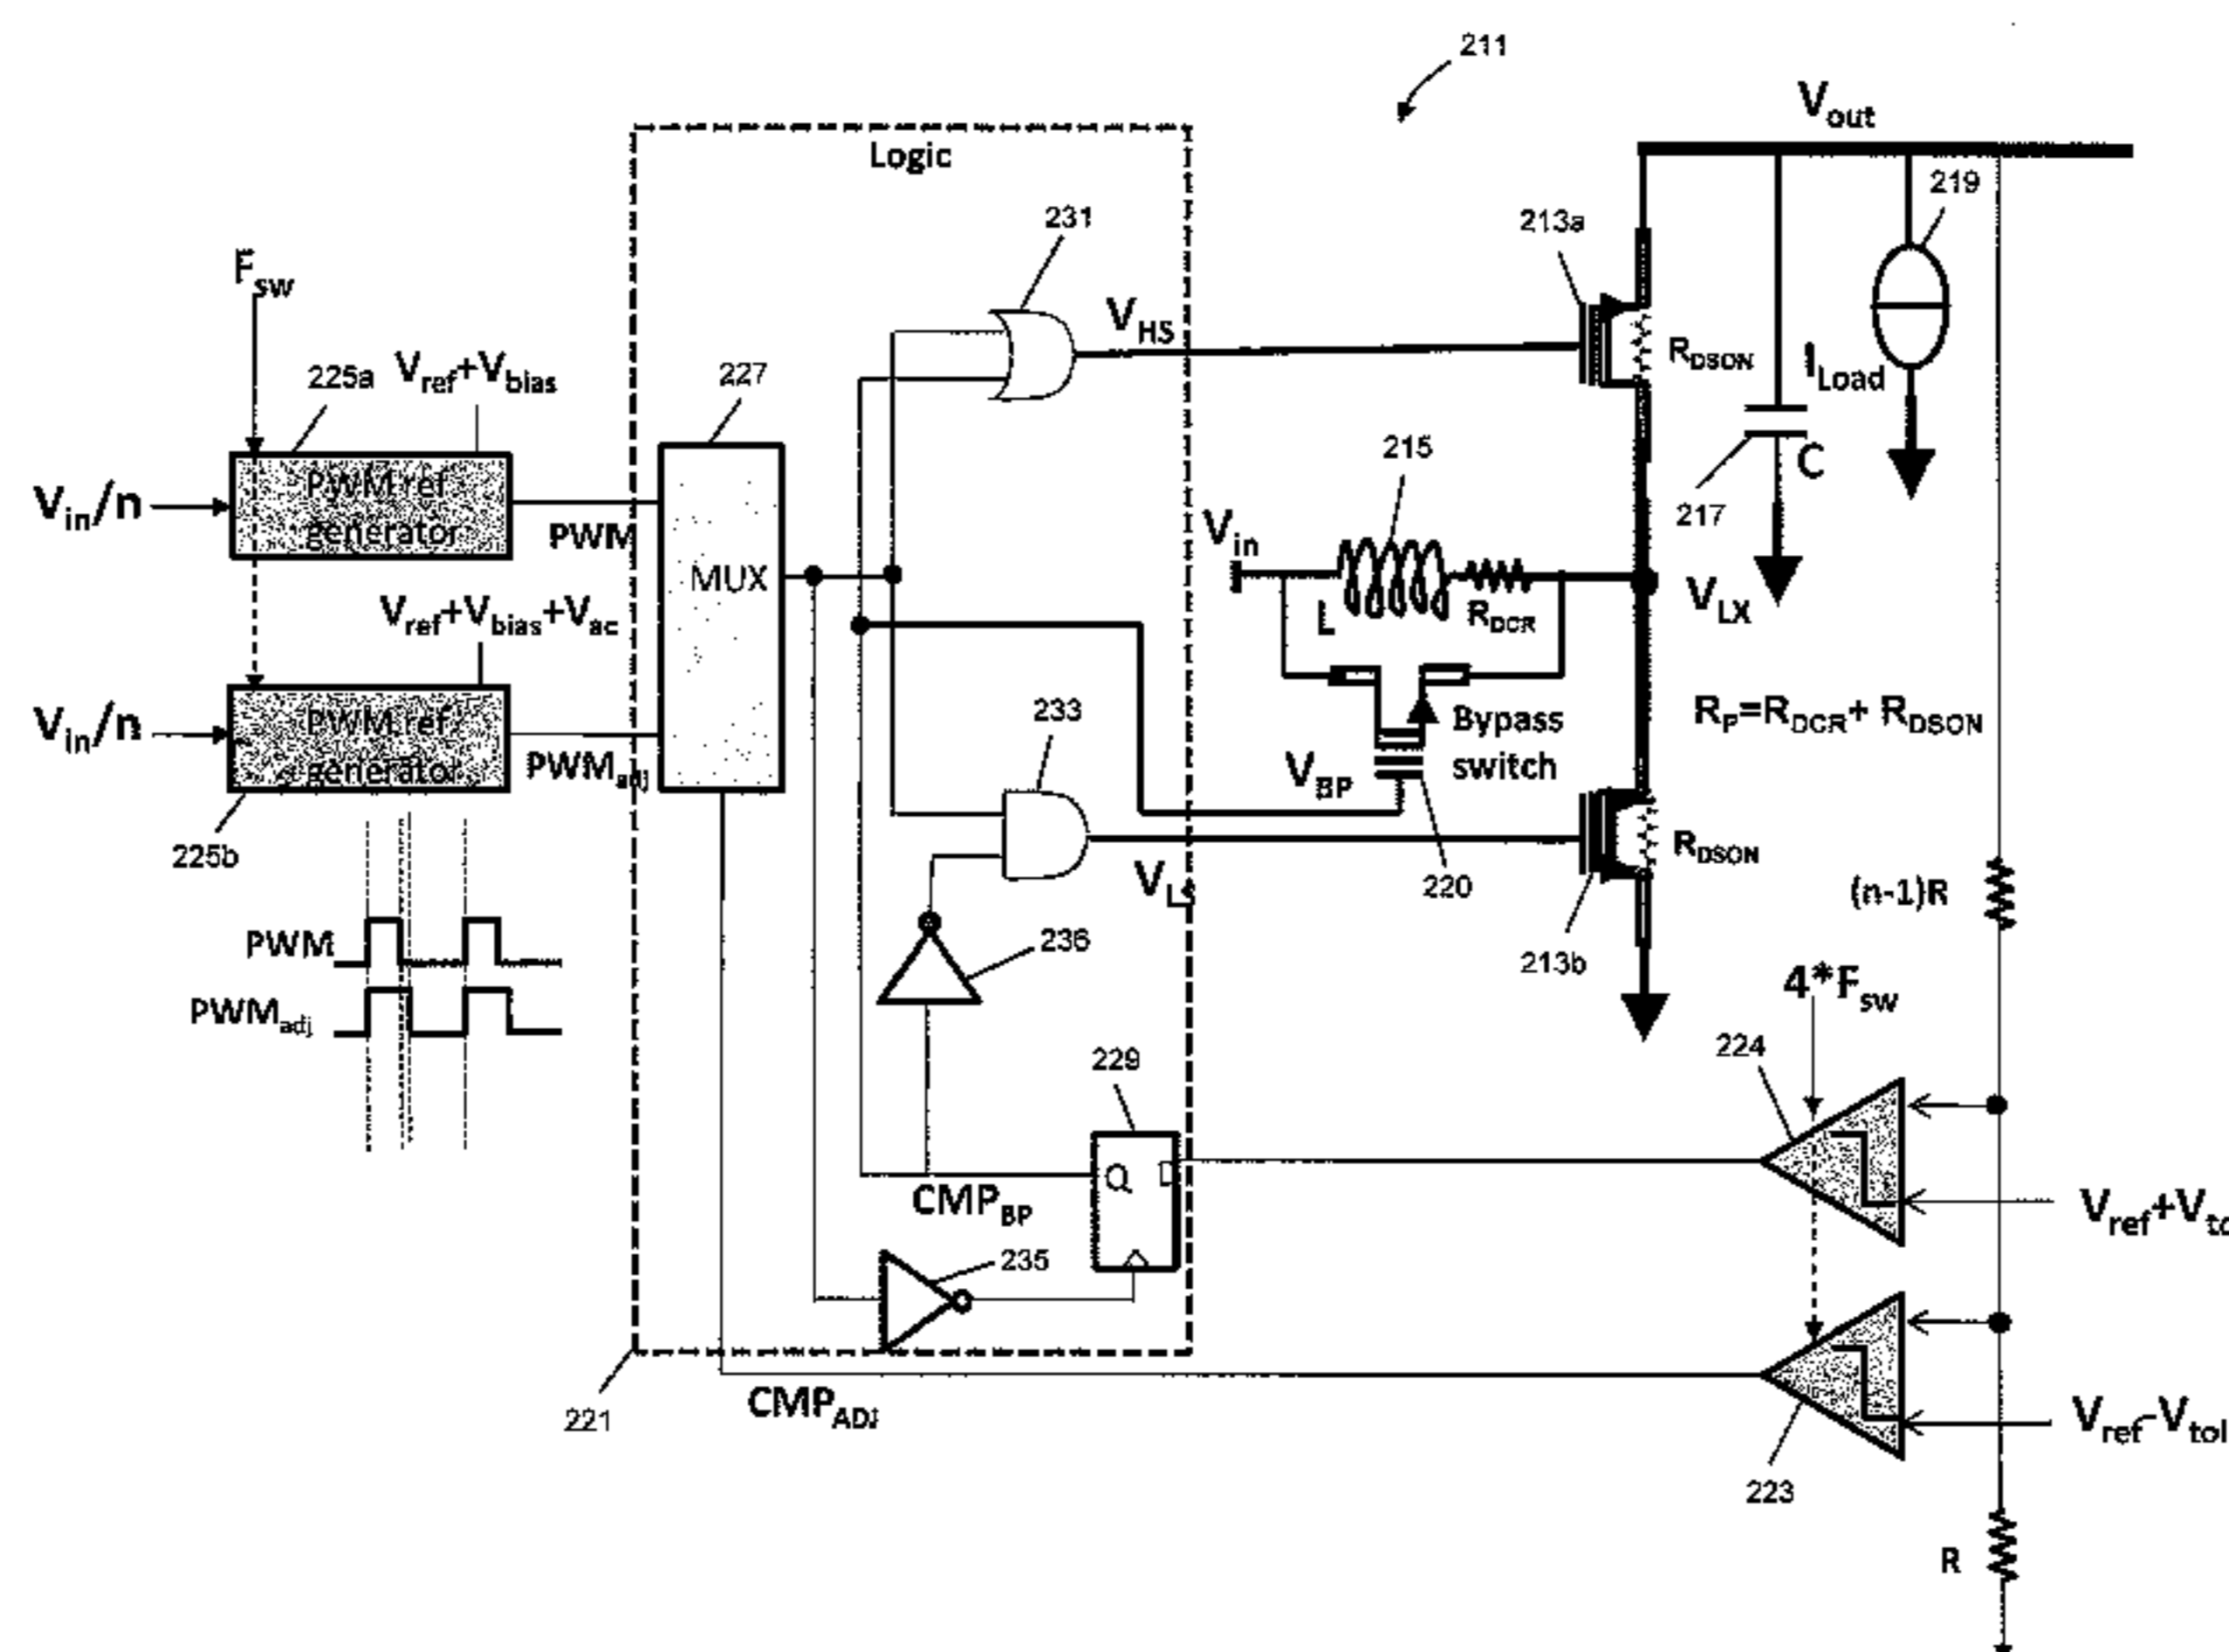 211
Vout
Logic
219
231
213a
Fsw
VHS
RDSON
ILoad
225a
Vref+Vbias
227
215
C
Vin/n
PWM ref
generator
PWM
217
Vin
MUX
VLX
L
RDCR
Vref+Vbias+Vac
233
Bypass
switch
RP=RDCR+ RDSON
Vin/n
PWM ref
generator
PWMadj
VBP
RDSON
225b
VLS
220
(n-1)R
PWM
236
213b
4*Fsw
PWMadj
229
224
Q
D
CMPBP
Vref+Vto
235
221
CMPADJ
Vref-Vtol
223
R